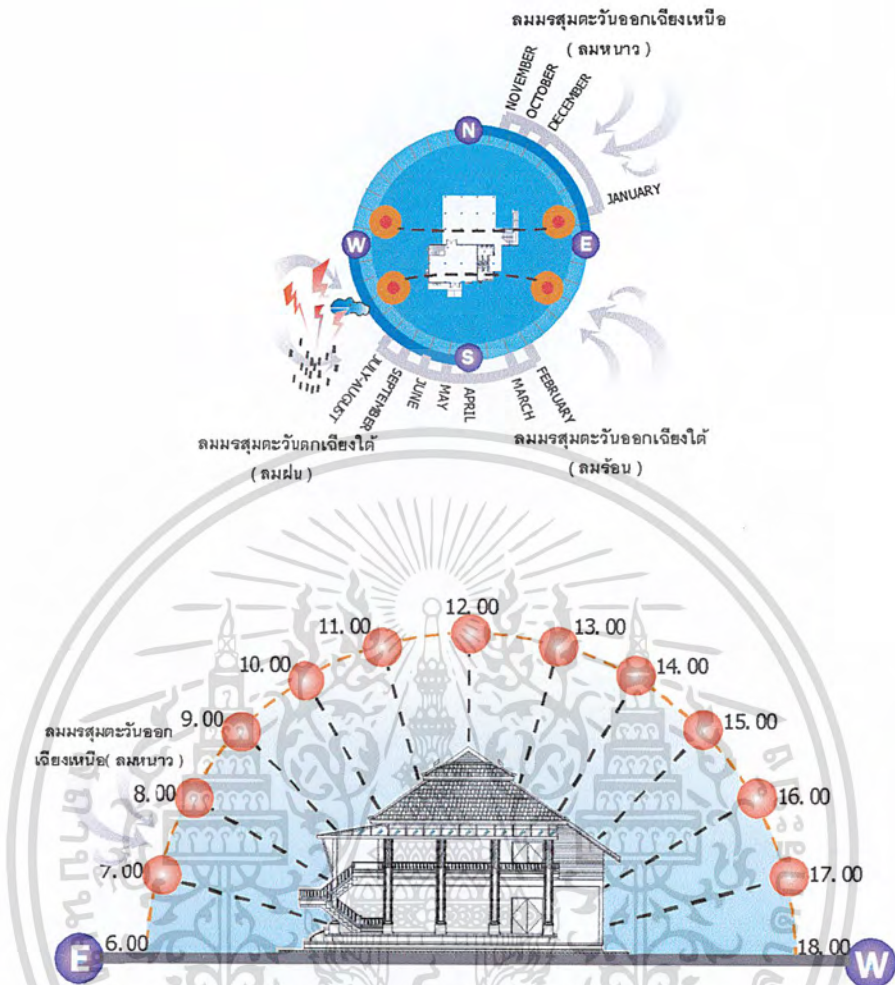 ลมมรสุมตะวันออกเฉียงเหนือ
( ลมหนาว )
NOVEMBER
OCTOBER
DECEMBER
JANUARY
N
W
E
S
JULY-AUGUST
SEPTEMBER
JUNE
MAY
APRIL
MARCH
FEBRUARY
ลมมรสุมตะวันตกเฉียงใต้
( ลมฝน )
ลมมรสุมตะวันออกเฉียงใต้
( ลมร้อน )
12.00
11.00
13.00
10.00
14.00
9.00
15.00
ลมมรสุมตะวันออก
เฉียงเหนือ( ลมหนาว )
8.00
16.00
7.00
17.00
6.00
18.00
E
W